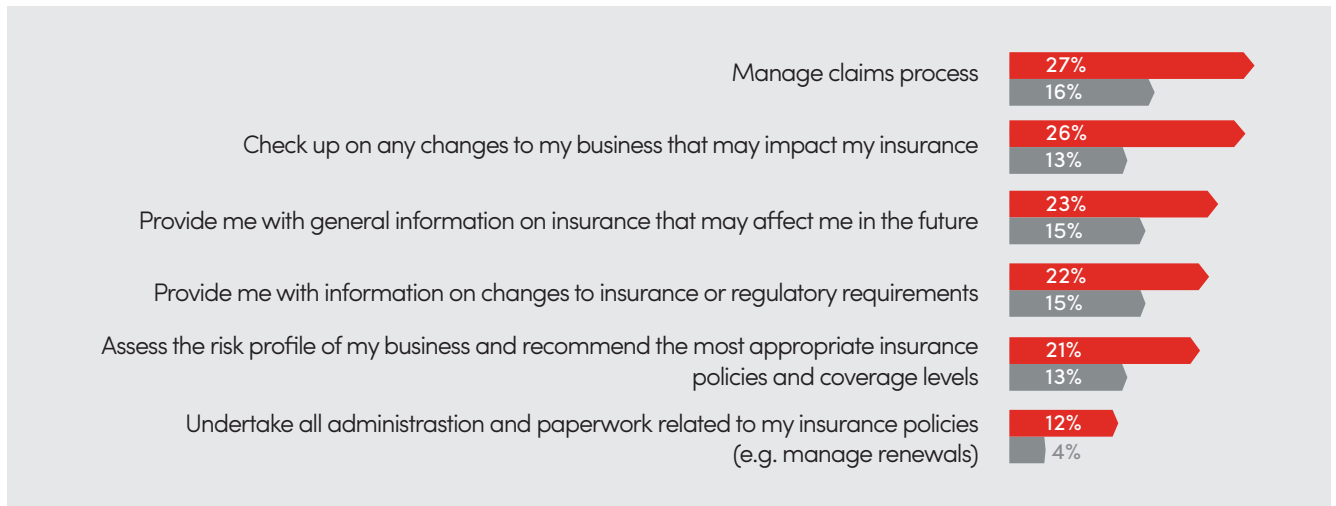 Manage claims process
27%
16%
Check up on any changes to my business that may impact my insurance
26%
13%
Provide me with general information on insurance that may affect me in the future
23%
15%
Provide me with information on changes to insurance or regulatory requirements
22%
15%
Assess the risk profile of my business and recommend the most appropriate insurance
policies and coverage levels
21%
13%
Undertake all administrastion and paperwork related to my insurance policies
(e.g. manage renewals)
12%
4%